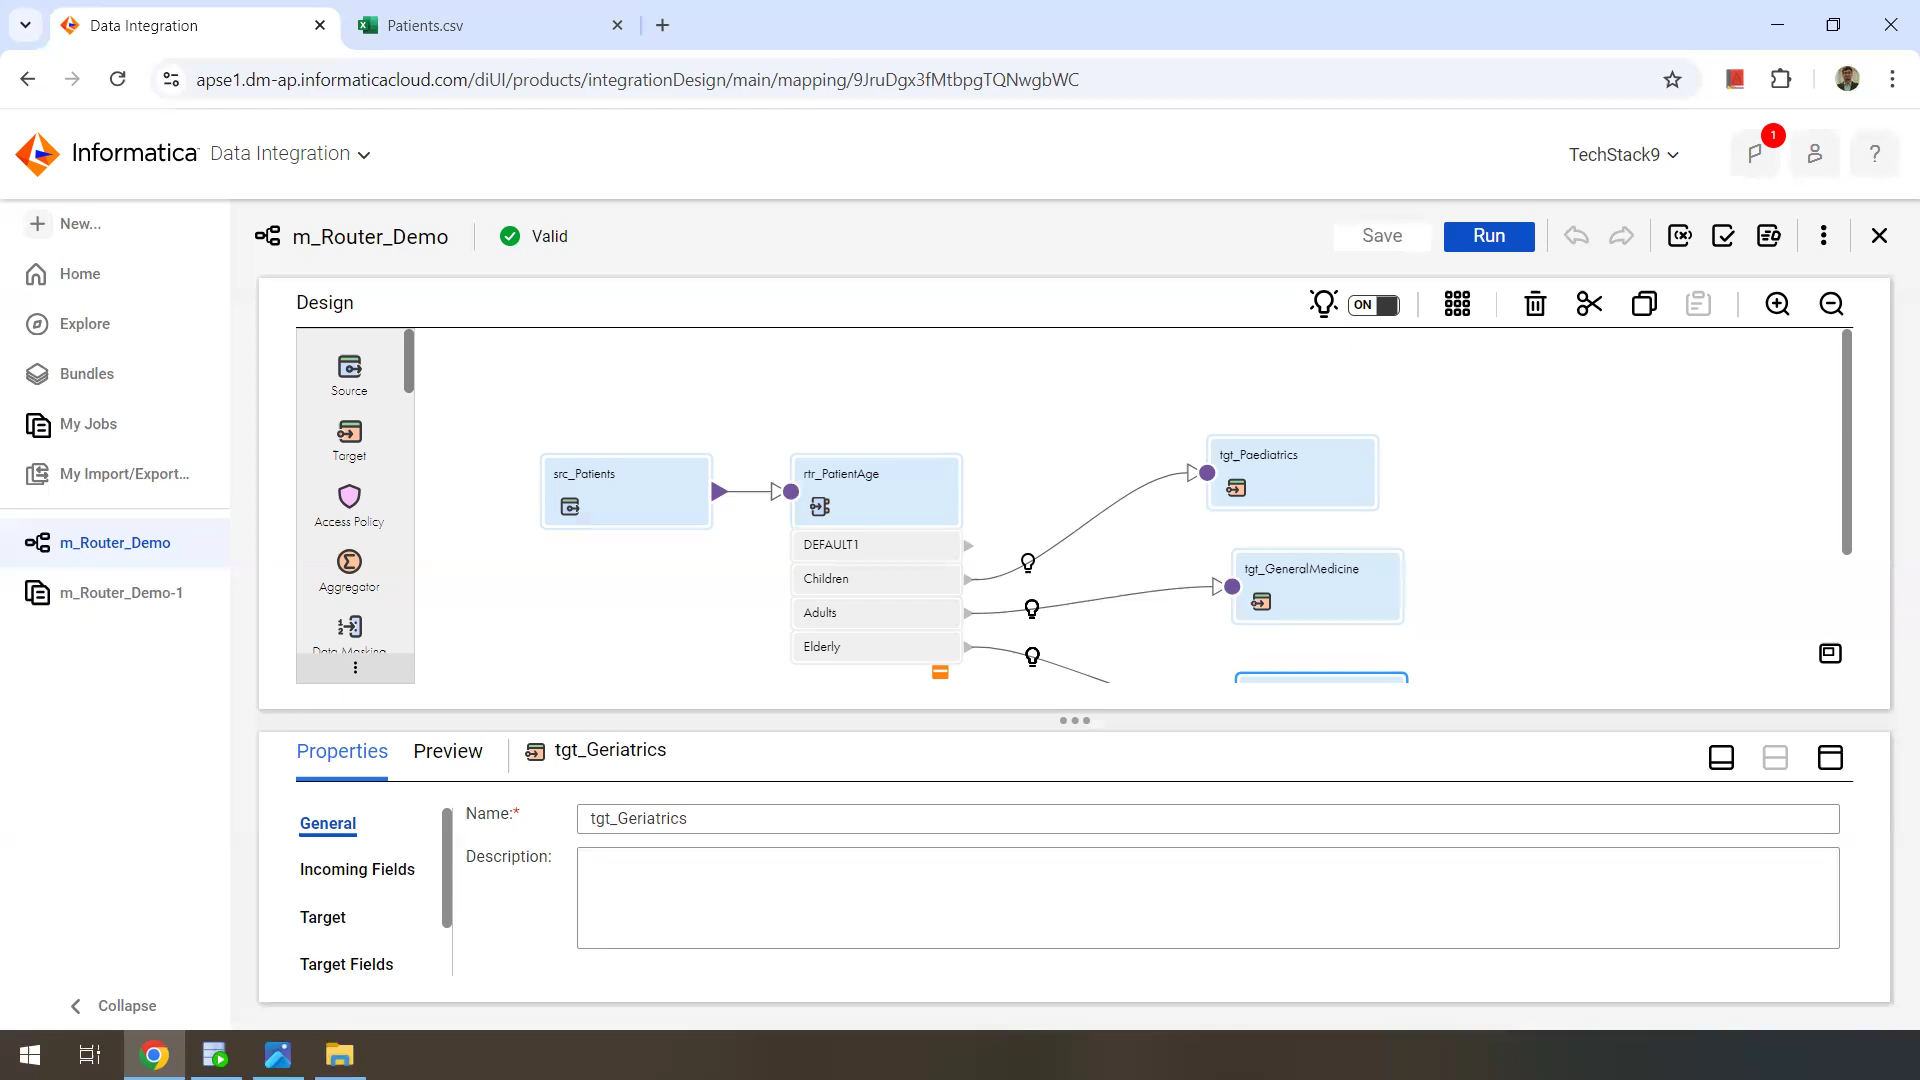 Data Integration
Patients.csv
apse1.dm-ap.informaticacloud.com/diUI/products/integrationDesign/main/mapping/9JruDgx3fMtbpgTQNwgbWC
Informatica Data Integration
TechStack9
1
?
New...
Home
Explore
Bundles
My Jobs
My Import/Export...
m_Router_Demo
m_Router_Demo-1
Collapse
m_Router_Demo
Valid
Save
Run
Design
ON
Source
Target
Access Policy
Aggregator
Data Masking
src_Patients
rtr_PatientAge
DEFAULT1
Children
Adults
Elderly
tgt_Paediatrics
tgt_GeneralMedicine
Properties
Preview
tgt_Geriatrics
General
Incoming Fields
Target
Target Fields
Name:*
tgt_Geriatrics
Description: